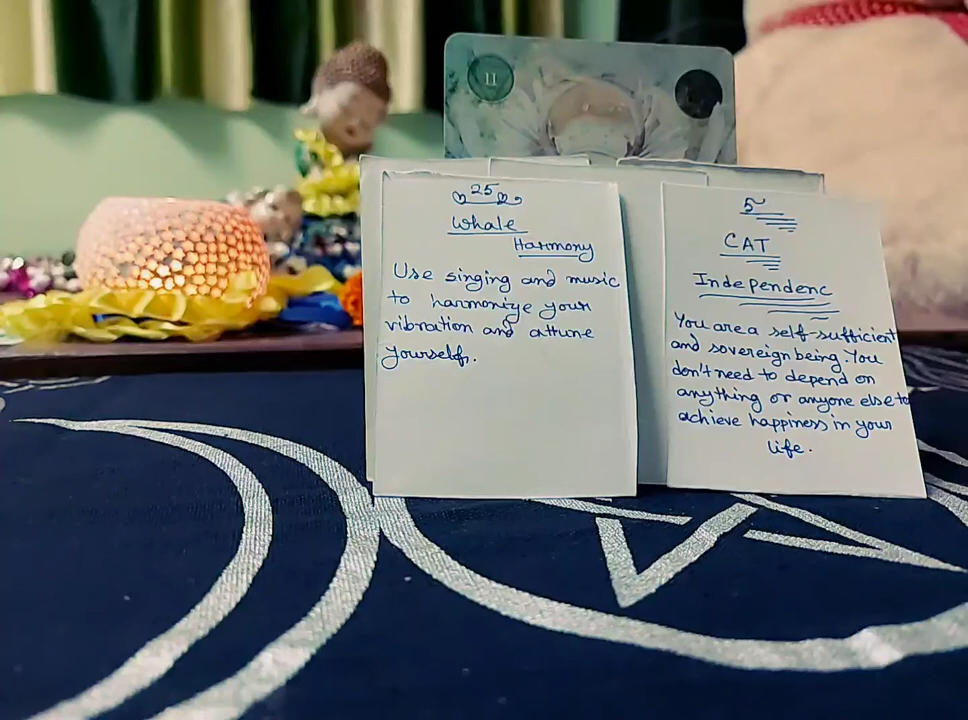 11
25
Whale
Harmony
Use singing and music
to harmonize your
vibration and attune
yourself.
5
CAT
Independenc
You are a self-sufficient
and sovereign being. You
don't need to depend on
anything or anyone else to
achieve happiness in your
life.